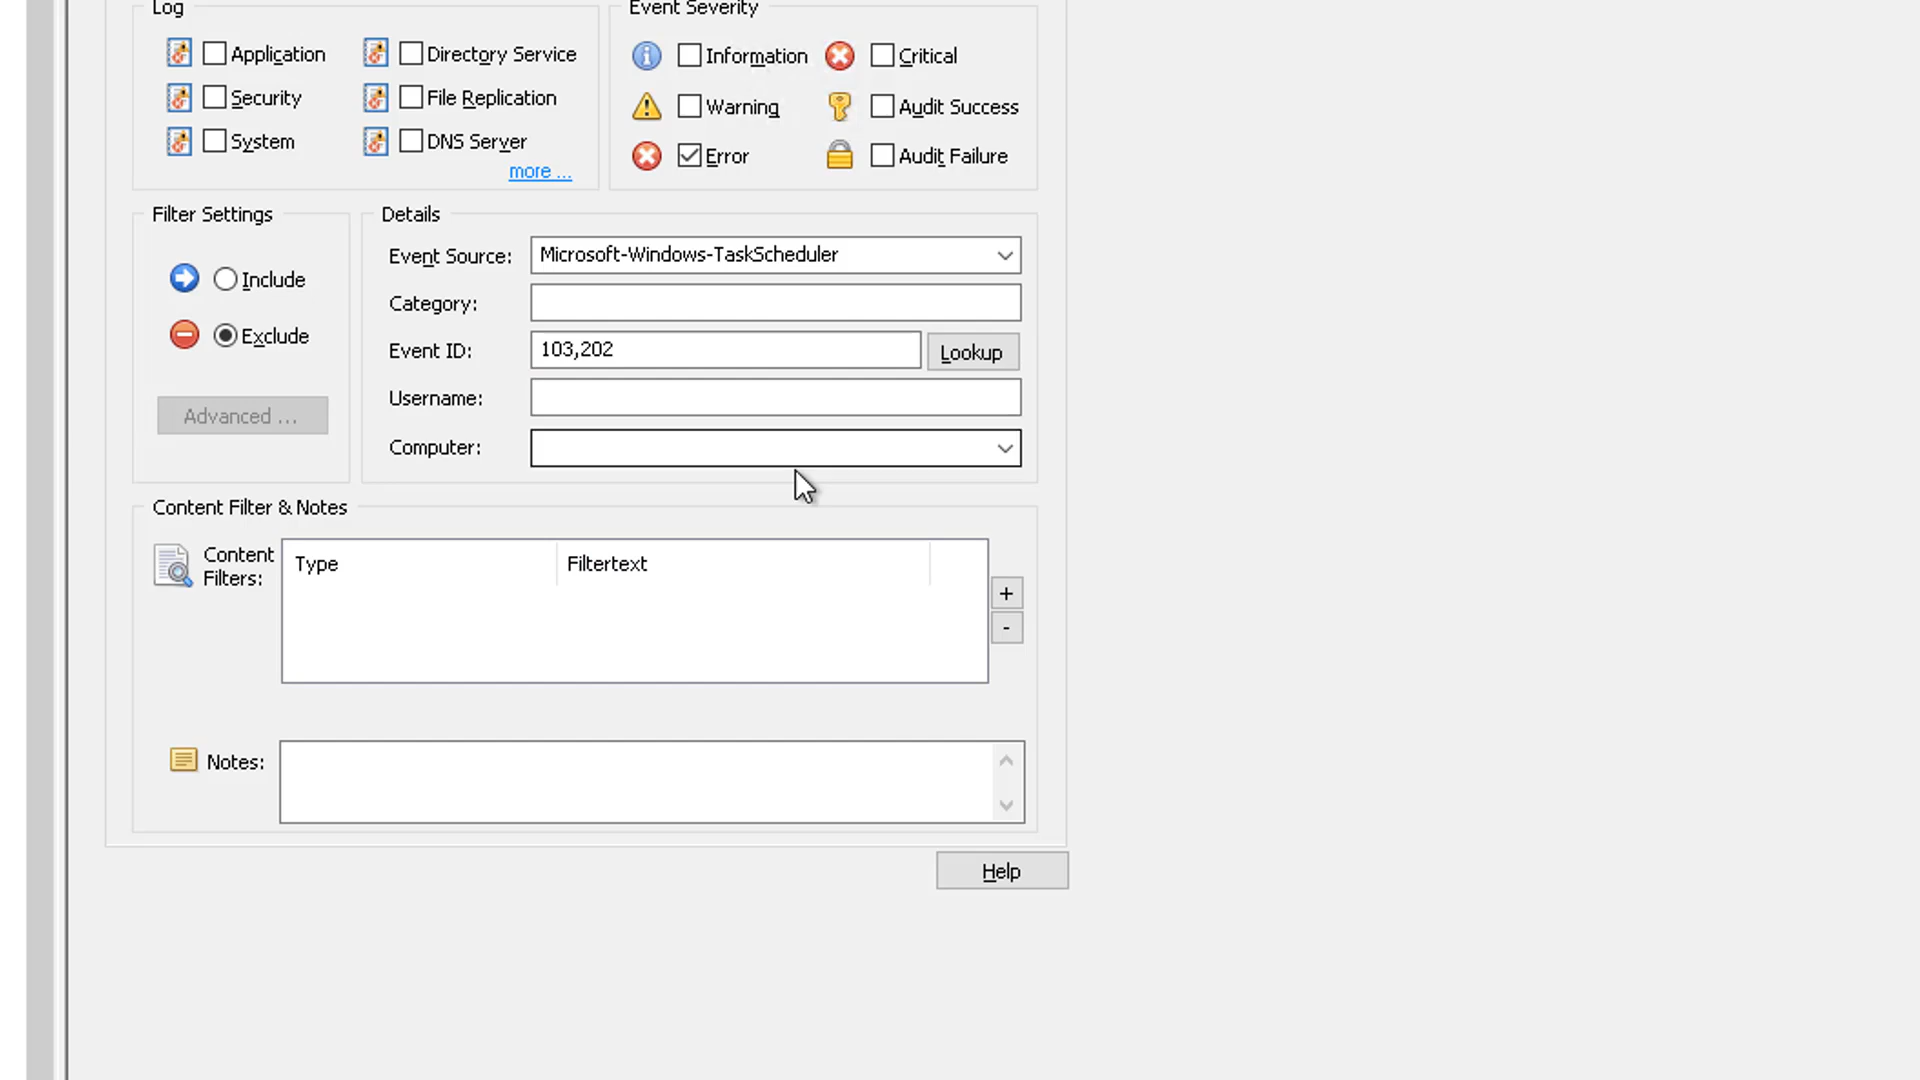 Log
Event Severity
Application
Directory Service
Information
Critical
Security
File Replication
Warning
Audit Success
System
DNS Server
Error
Audit Failure
more ...
Filter Settings
Details
Event Source: Microsoft-Windows-TaskScheduler
Include
Category:
Exclude
Event ID: 103,202 Lookup
Username:
Advanced ...
Computer:
Content Filter & Notes
Content
Filters:
Type
Filtertext
+
-
Notes:
Help